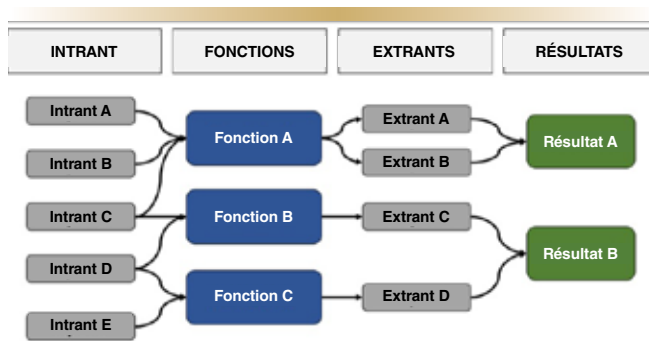 INTRANT
FONCTIONS
EXTRANTS
RÉSULTATS
Intrant A
Intrant B
Intrant C
Intrant D
Intrant E
Fonction A
Fonction B
Fonction C
Extrant A
Extrant B
Extrant C
Extrant D
Résultat A
Résultat B